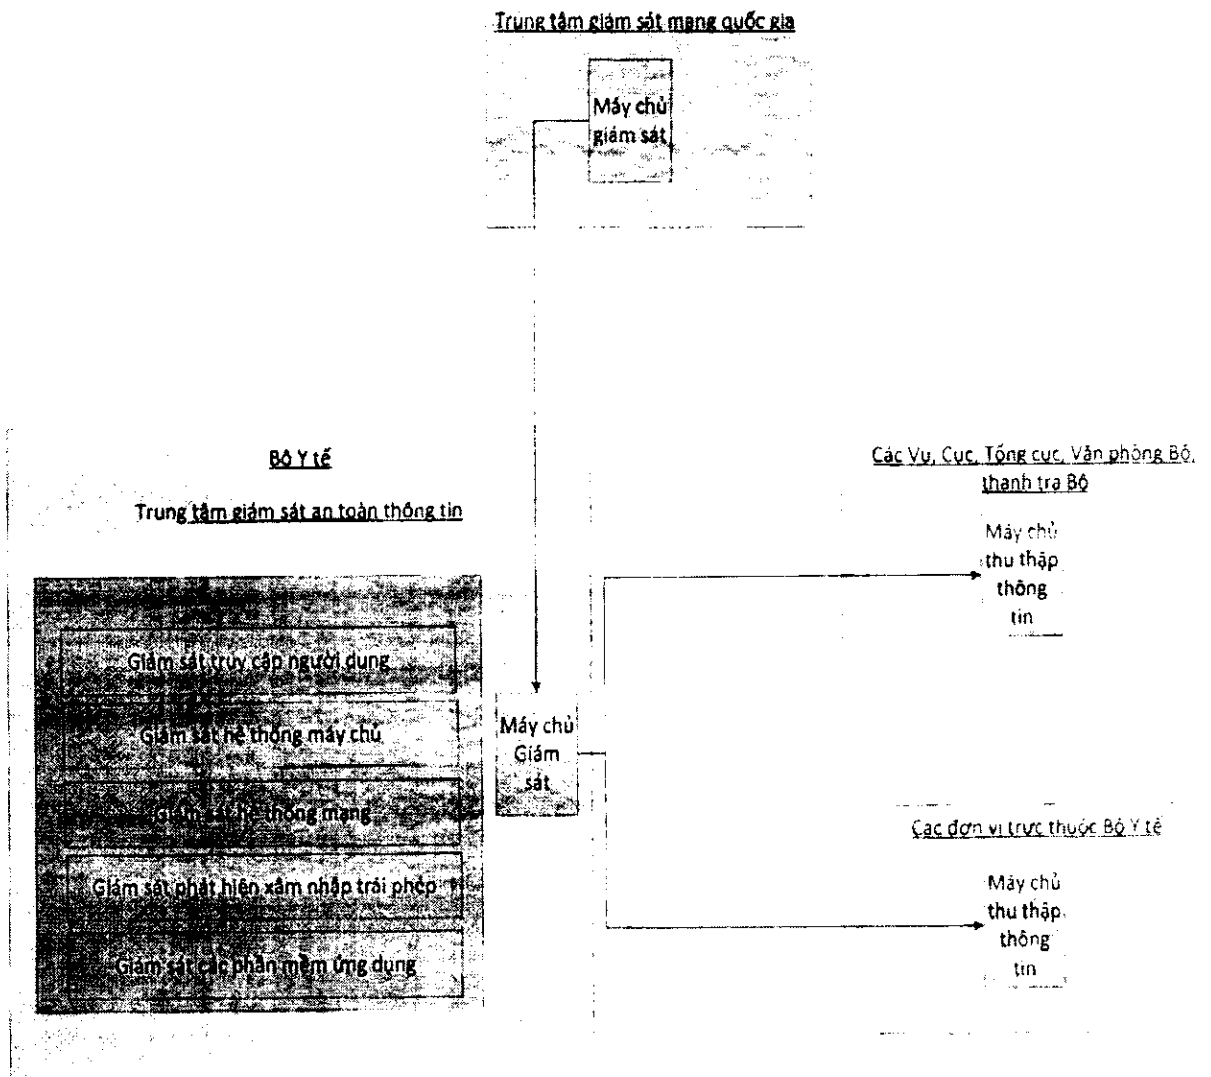 Trung tâm giám sát mạng quốc gia
Máy chủ
giám sát
Bộ Y tế
Trung tâm giám sát an toàn thông tin
Giám sát truy cập người dùng
Giám sát hệ thống máy chủ
Giám sát hệ thống mạng
Giám sát phát hiện xâm nhập trái phép
Giám sát các phần mềm ứng dụng
Máy chủ
Giám
sát
Các Vụ, Cục, Tổng cục, Văn phòng Bộ,
thanh tra Bộ
Máy chủ
thu thập
thông
tin
Các đơn vị trực thuộc Bộ Y tế
Máy chủ
thu thập
thông
tin